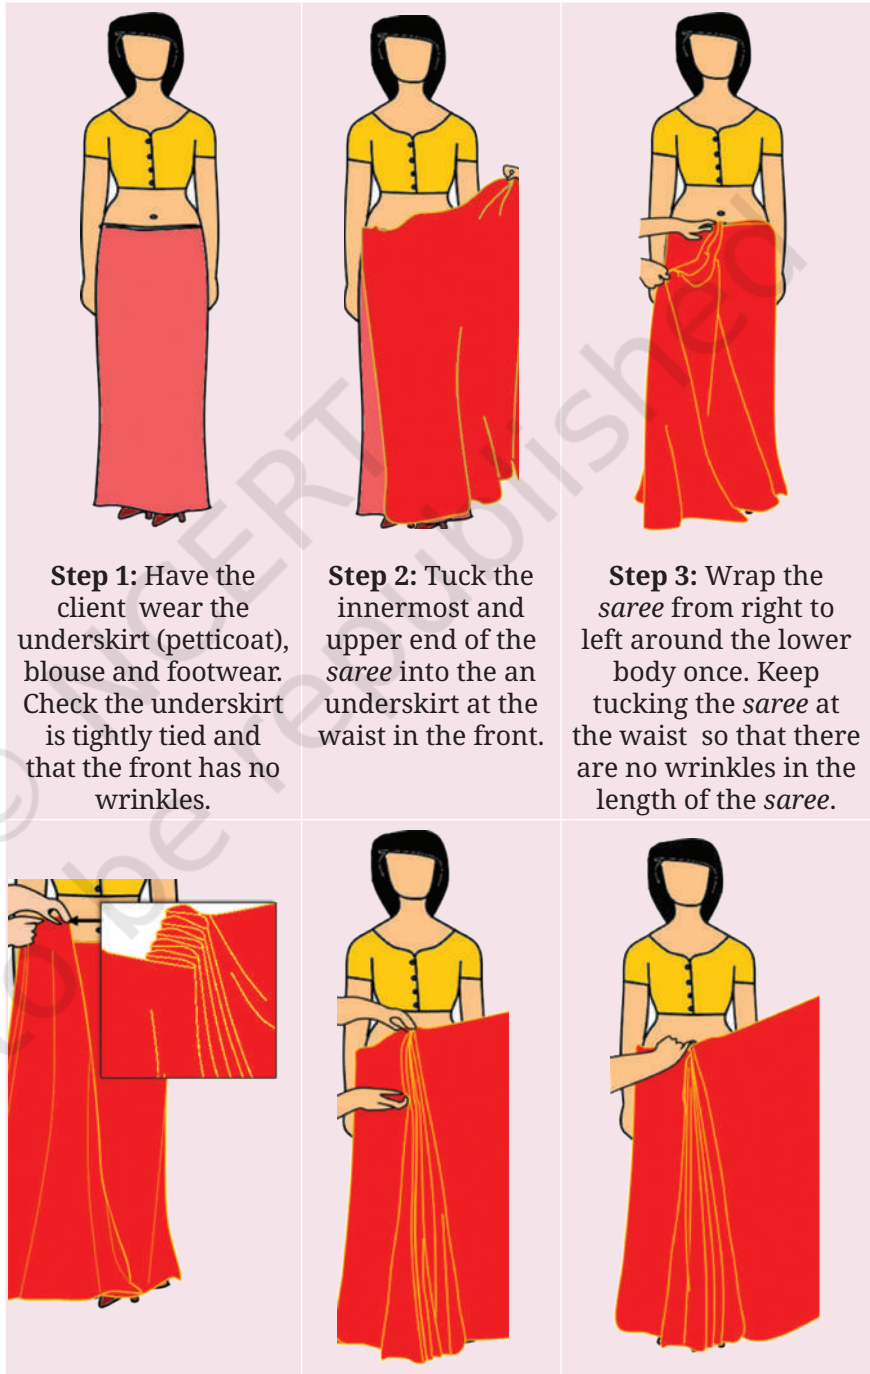 Step 1: Have the
client wear the
underskirt (petticoat),
blouse and footwear.
Check the underskirt
is tightly tied and
that the front has no
wrinkles.
Step 2: Tuck the
innermost and
upper end of the
saree into the an
underskirt at the
waist in the front.
Step 3: Wrap the
saree from right to
left around the lower
body once. Keep
tucking the saree at
the waist so that there
are no wrinkles in the
length of the saree.
© NCERT
to be republished